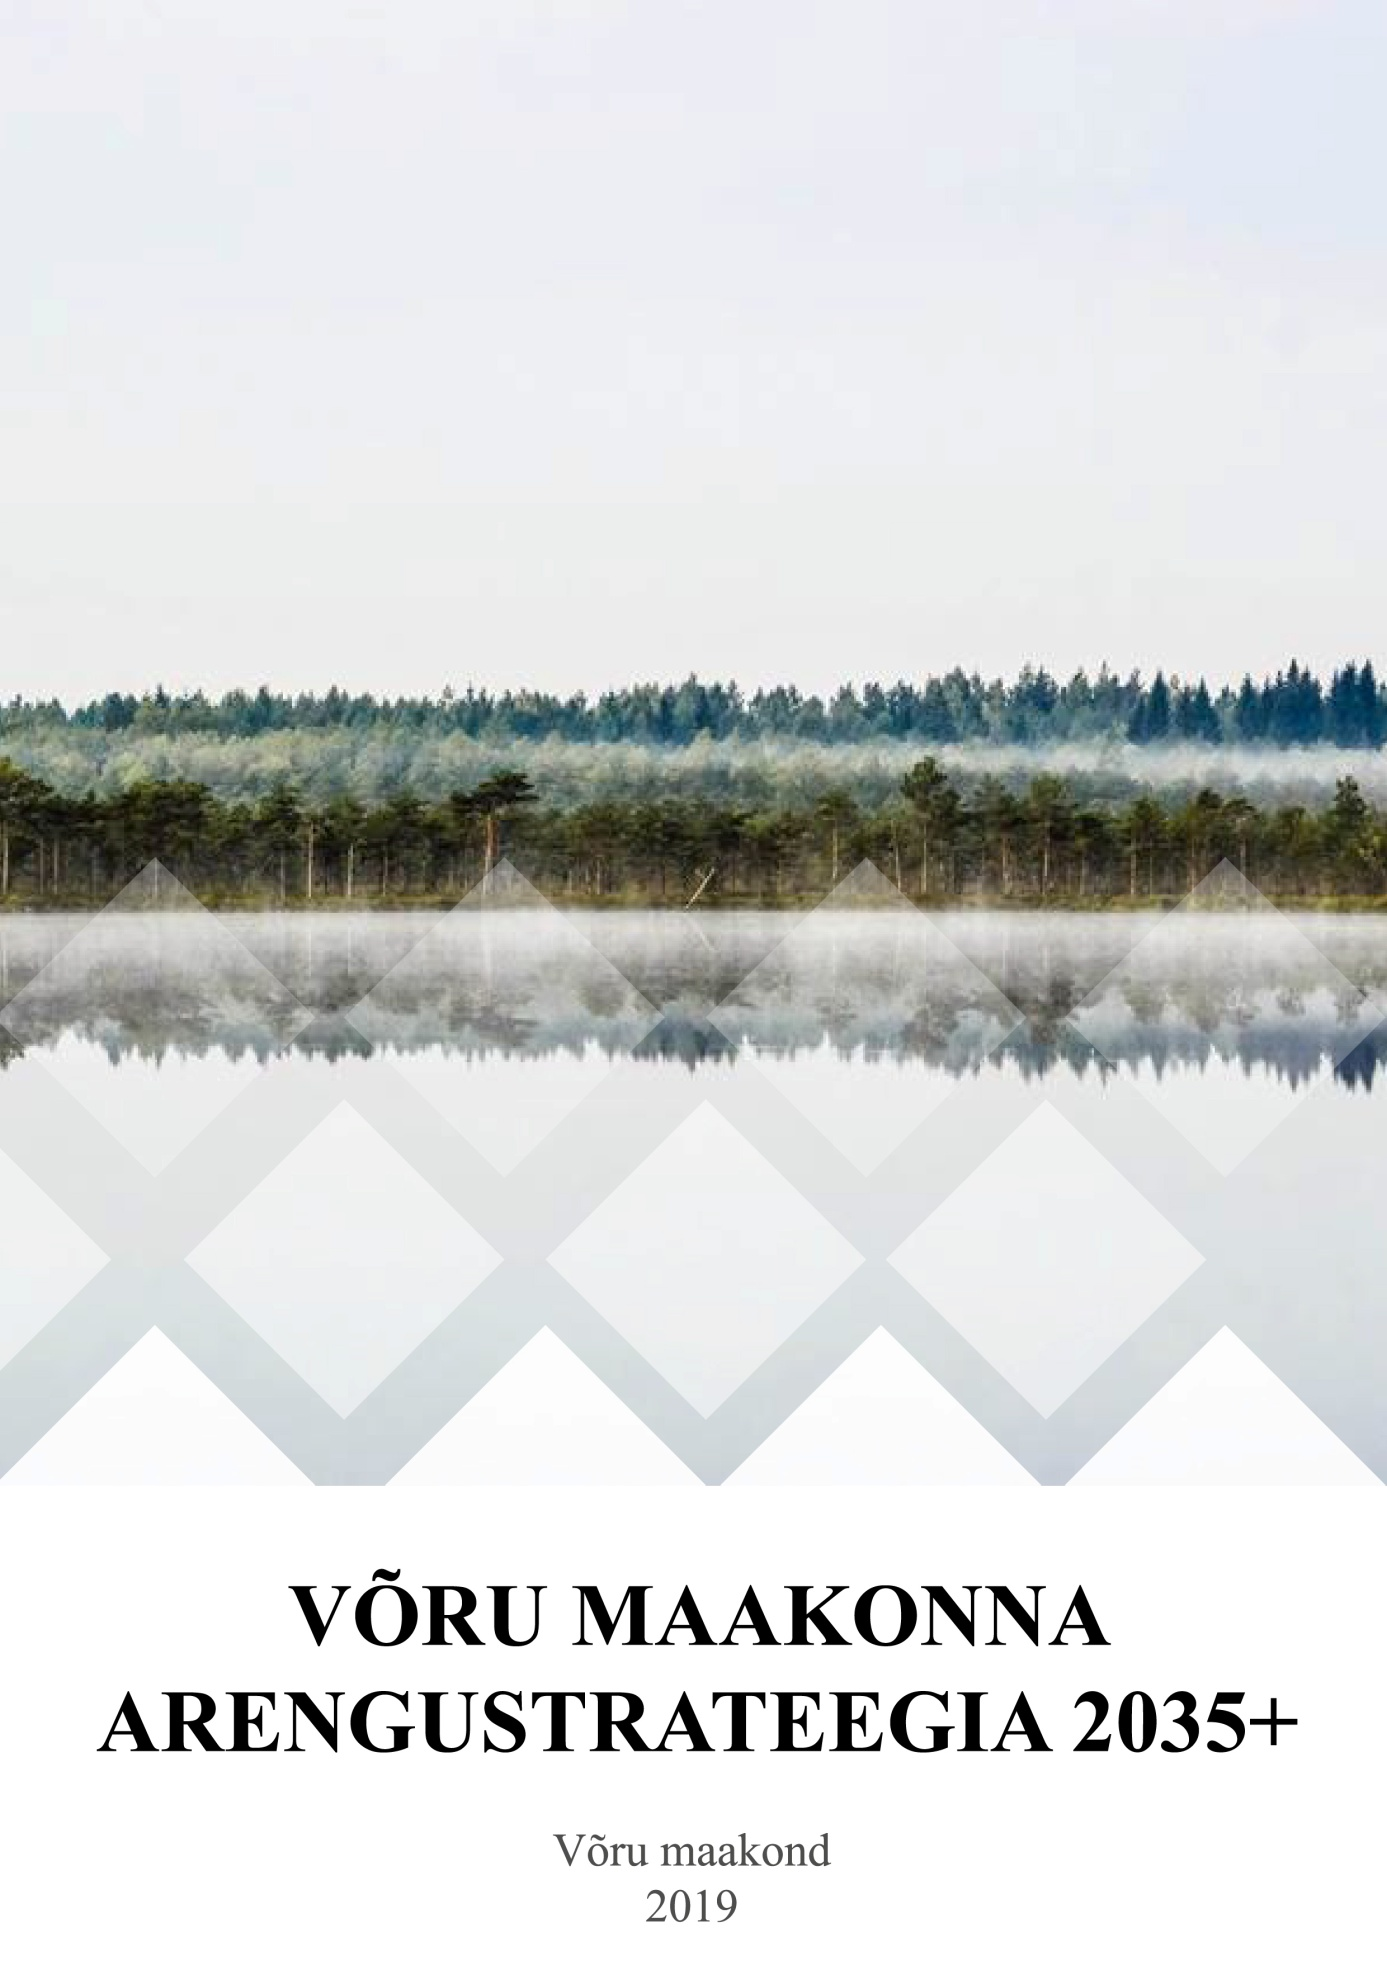 VÕRU MAAKONNA
ARENGUSTRATEEGIA 2035+
Võru maakond
2019